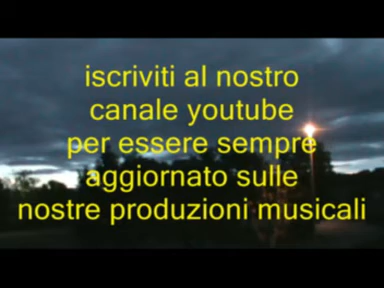 iscriviti al nostro
canale youtube
per essere sempre
aggiornato sulle
nostre produzioni musicali